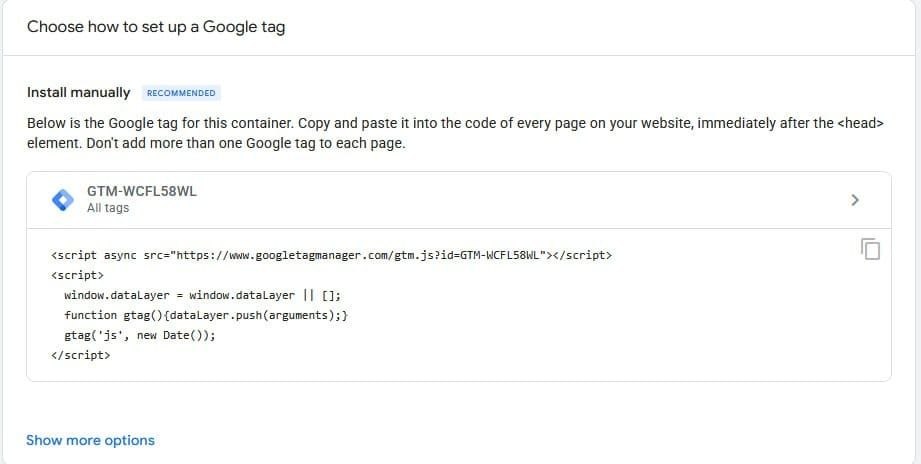 Choose how to set up a Google tag
Install manually RECOMMENDED
Below is the Google tag for this container. Copy and paste it into the code of every page on your website, immediately after the <head>
element. Don't add more than one Google tag to each page.
GTM-WCFL58WL
All tags
<script async src="https://www.googletagmanager.com/gtm.js?id=GTM-WCFL58WL"></script>
<script>
  window.dataLayer = window.dataLayer || [];
  function gtag(){dataLayer.push(arguments);}
  gtag('js', new Date());
</script>
Show more options